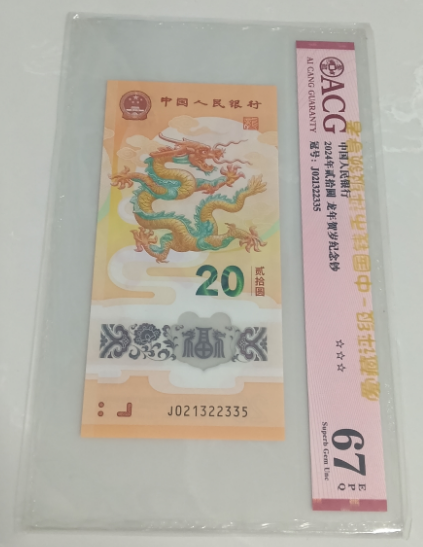 中国人民银行
20
贰拾圆
J021322335
ACG
AI CANG GUARANTY
中国人民银行
2024年贰拾圆 龙年贺岁纪念钞
冠号：J021322335
☆☆☆
67
EPQ
Superb Gem Unc